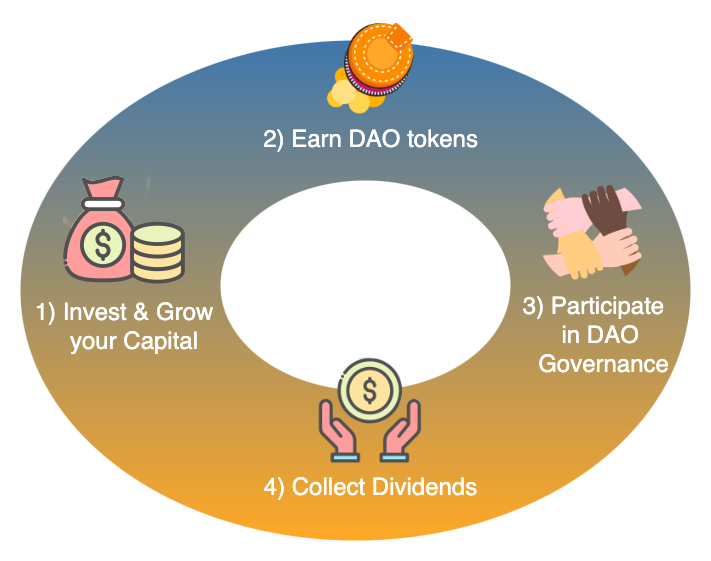 2) Earn DAO tokens
1) Invest & Grow
your Capital
3) Participate
in DAO
Governance
4) Collect Dividends
$
$